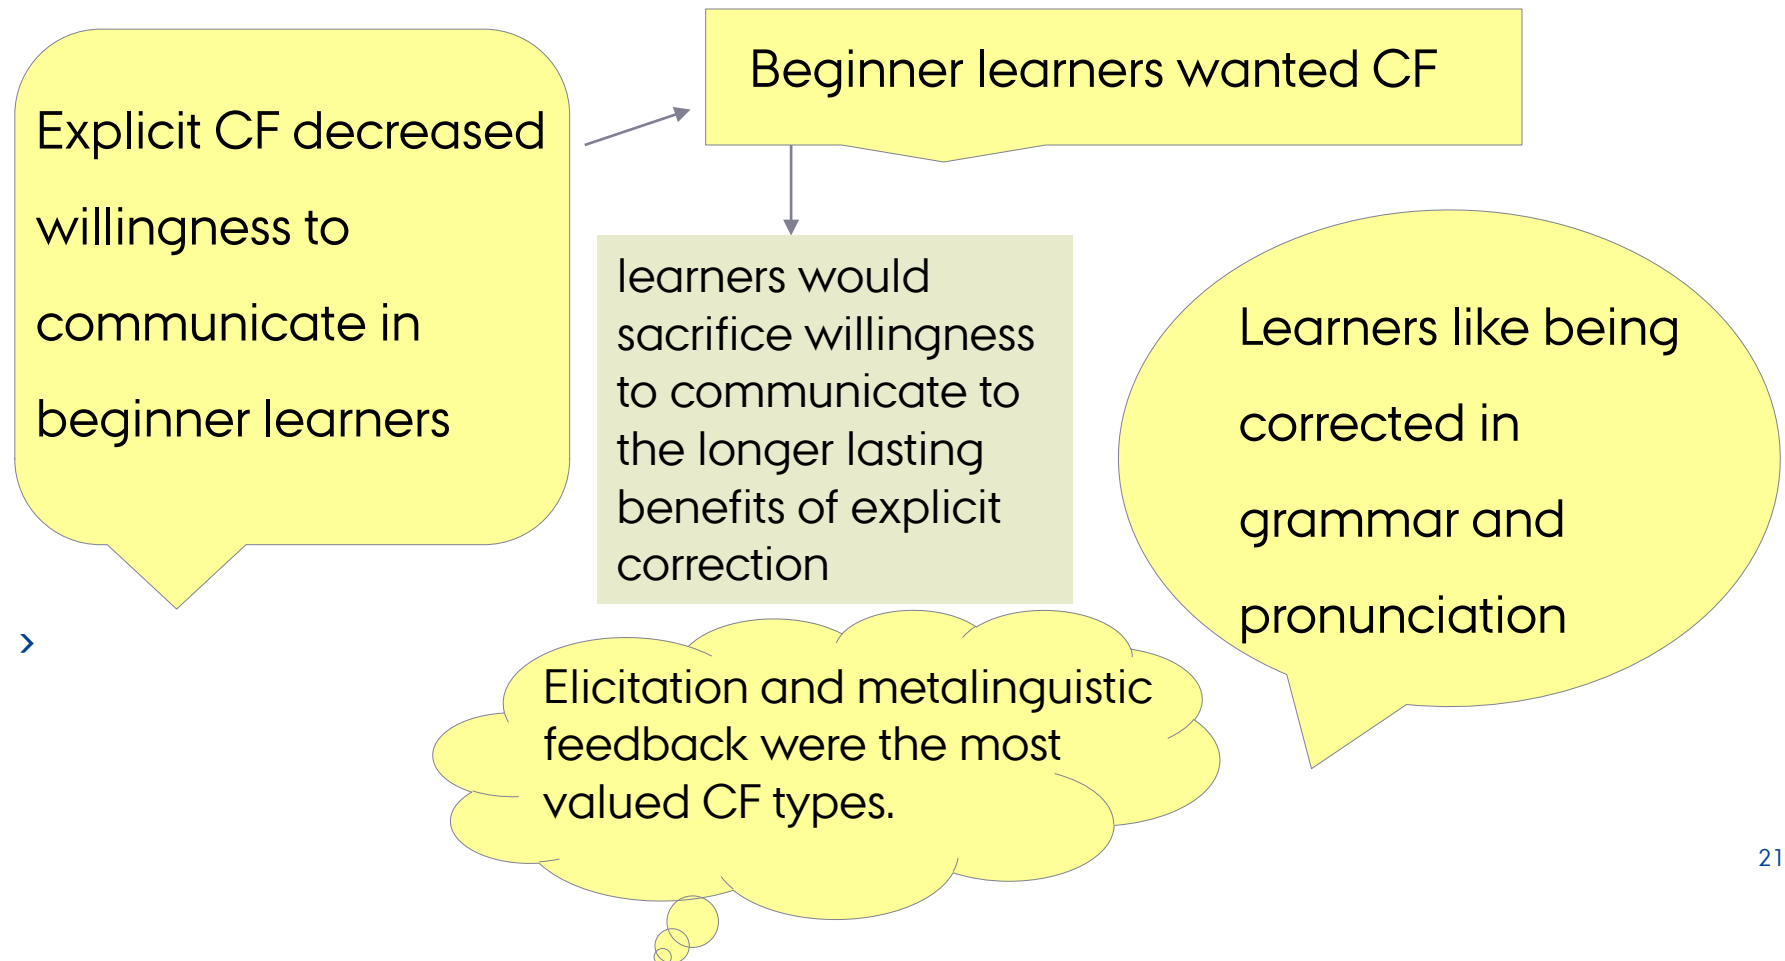 Explicit CF decreased
willingness to
communicate in
beginner learners
Beginner learners wanted CF
learners would
sacrifice willingness
to communicate to
the longer lasting
benefits of explicit
correction
Learners like being
corrected in
grammar and
pronunciation
›
Elicitation and metalinguistic
feedback were the most
valued CF types.
21